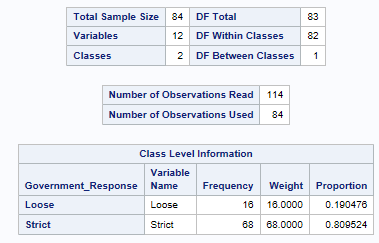 Total Sample Size 84 DF Total 83
Variables 12 DF Within Classes 82
Classes 2 DF Between Classes 1
Number of Observations Read 114
Number of Observations Used 84
Class Level Information
Government_Response Variable Name Frequency Weight Proportion
Loose Loose 16 16.0000 0.190476
Strict Strict 68 68.0000 0.809524